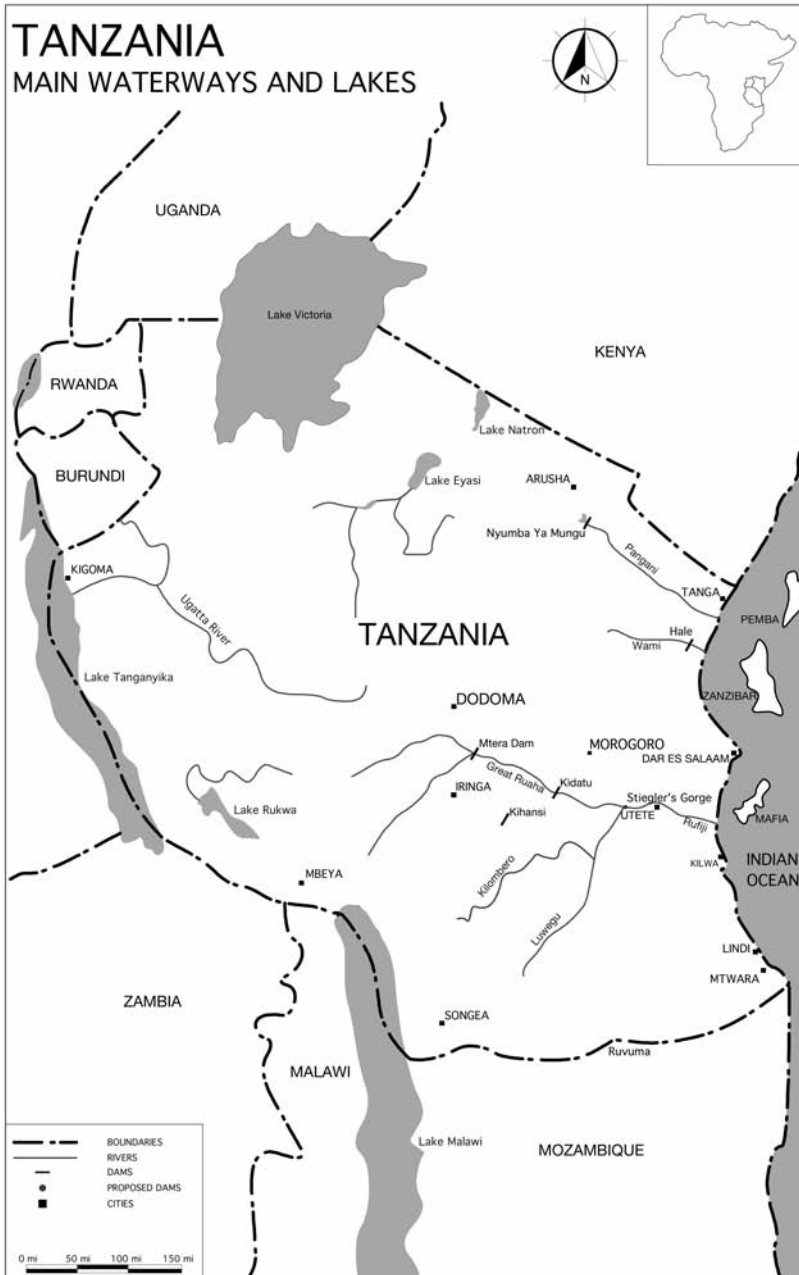 TANZANIA
MAIN WATERWAYS AND LAKES
N
UGANDA
Lake Victoria
KENYA
RWANDA
Lake Natron
BURUNDI
Lake Eyasi
ARUSHA
Nyumba Ya Mungu
Pangani
KIGOMA
TANGA
Ugatta River
PEMBA
TANZANIA
Hale
Wami
Lake Tanganyika
ZANZIBAR
DODOMA
Mtera Dam
MOROGORO
DAR ES SALAAM
Great Ruaha
Kidatu
IRINGA
Stiegler's Gorge
Lake Rukwa
Kihansi
UTETE
Rufiji
MAFIA
KILWA
INDIAN
OCEAN
MBEYA
Kilombero
Luwegu
LINDI
MTWARA
ZAMBIA
SONGEA
Ruvuma
MALAWI
Lake Malawi
MOZAMBIQUE
BOUNDARIES
RIVERS
DAMS
PROPOSED DAMS
CITIES
0 mi 50 mi 100 mi 150 mi